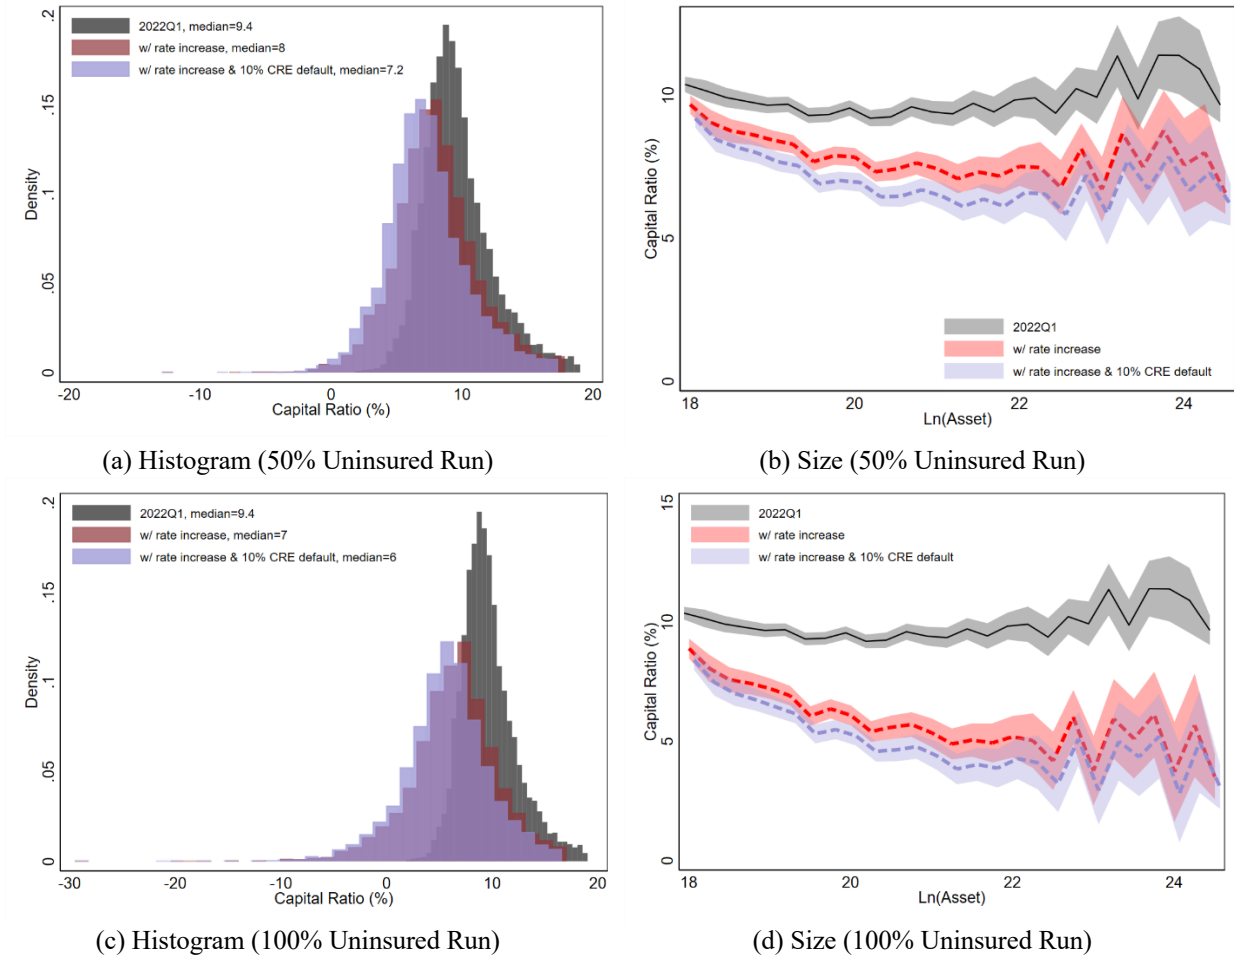 .2
2022Q1, median=9.4
w/ rate increase, median=8
w/ rate increase & 10% CRE default, median=7.2
.15
.1
.05
0
Density
-20
-10
0
10
20
Capital Ratio (%)
(a) Histogram (50% Uninsured Run)
10
5
0
Capital Ratio (%)
2022Q1
w/ rate increase
w/ rate increase & 10% CRE default
18
20
22
24
Ln(Asset)
(b) Size (50% Uninsured Run)
.2
2022Q1, median=9.4
w/ rate increase, median=7
w/ rate increase & 10% CRE default, median=6
.15
.1
.05
0
Density
-30
-20
-10
0
10
20
Capital Ratio (%)
(c) Histogram (100% Uninsured Run)
15
10
5
0
Capital Ratio (%)
2022Q1
w/ rate increase
w/ rate increase & 10% CRE default
18
20
22
24
Ln(Asset)
(d) Size (100% Uninsured Run)